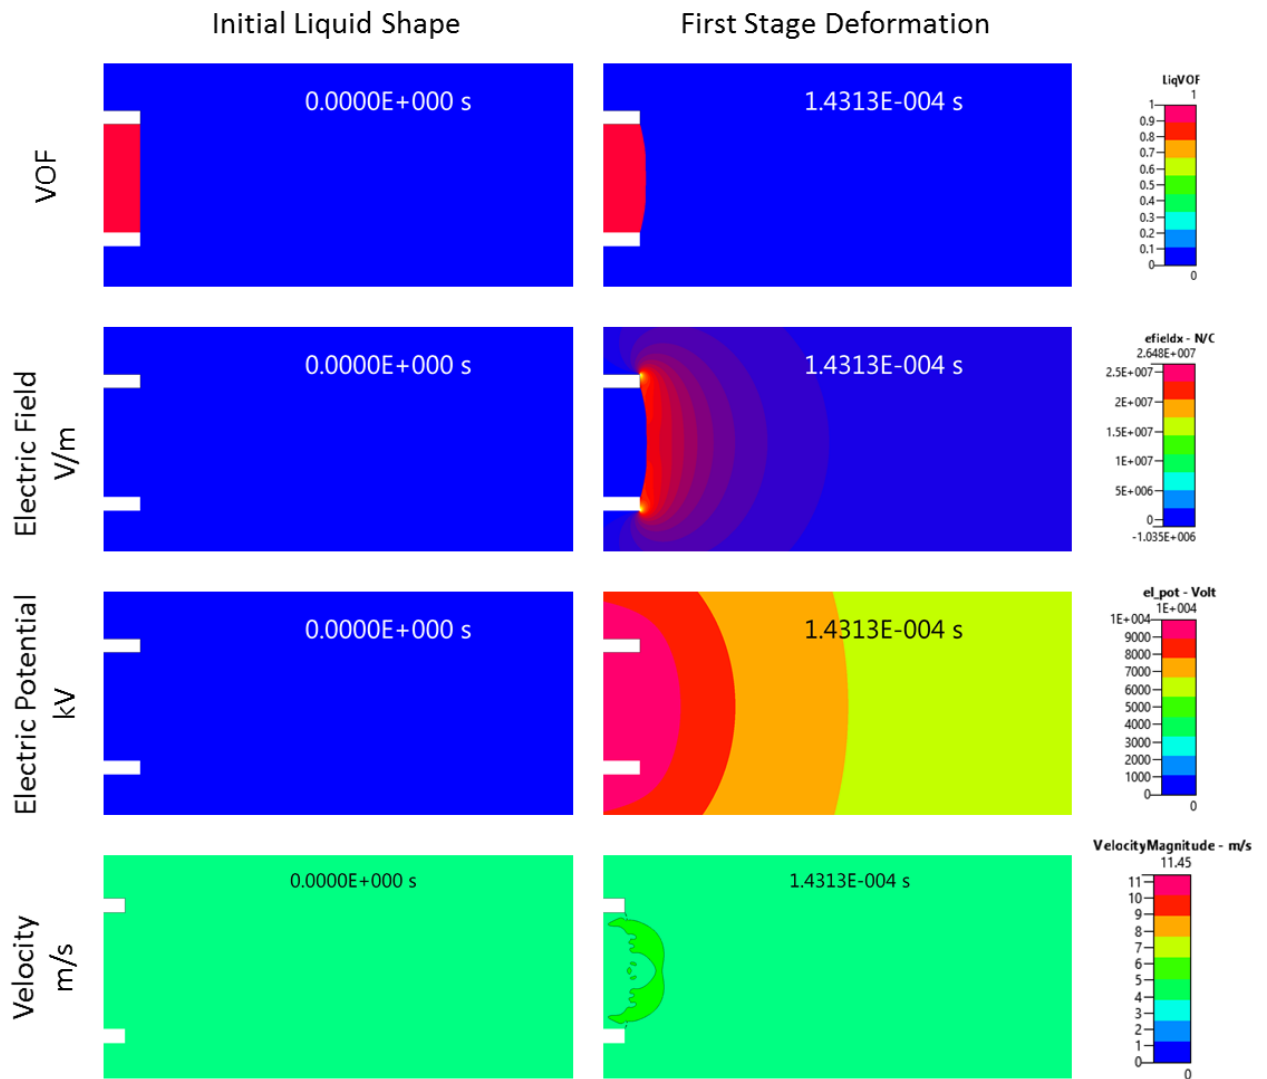 Initial Liquid Shape
First Stage Deformation
VOF
0.0000E+000 s
1.4313E-004 s
LiqVOF
1
1
0.9
0.8
0.7
0.6
0.5
0.4
0.3
0.2
0.1
0
0
Electric Field
V/m
0.0000E+000 s
1.4313E-004 s
efieldx - N/C
2.648E+007
2.5E+007
2E+007
1.5E+007
1E+007
5E+006
0
-1.035E+006
Electric Potential
kV
0.0000E+000 s
1.4313E-004 s
el_pot - Volt
1E+004
1E+004
9000
8000
7000
6000
5000
4000
3000
2000
1000
0
0
Velocity
m/s
0.0000E+000 s
1.4313E-004 s
VelocityMagnitude - m/s
11.45
11
10
9
8
7
6
5
4
3
2
1
0
0